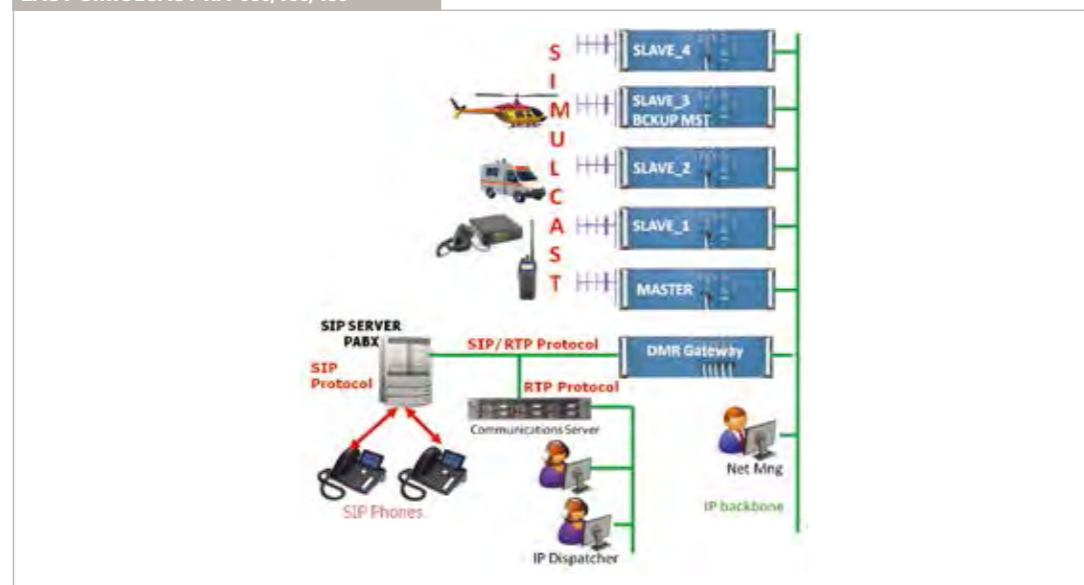 SLAVE_4
SLAVE_3
BCKUP MST
SLAVE_2
SLAVE_1
MASTER
SIMULCAST
SIP SERVER
PABX
SIP/RTP Protocol
DMR Gateway
SIP
Protocol
RTP Protocol
Communications Server
Net Mng
SIP Phones
IP backbone
IP Dispatcher